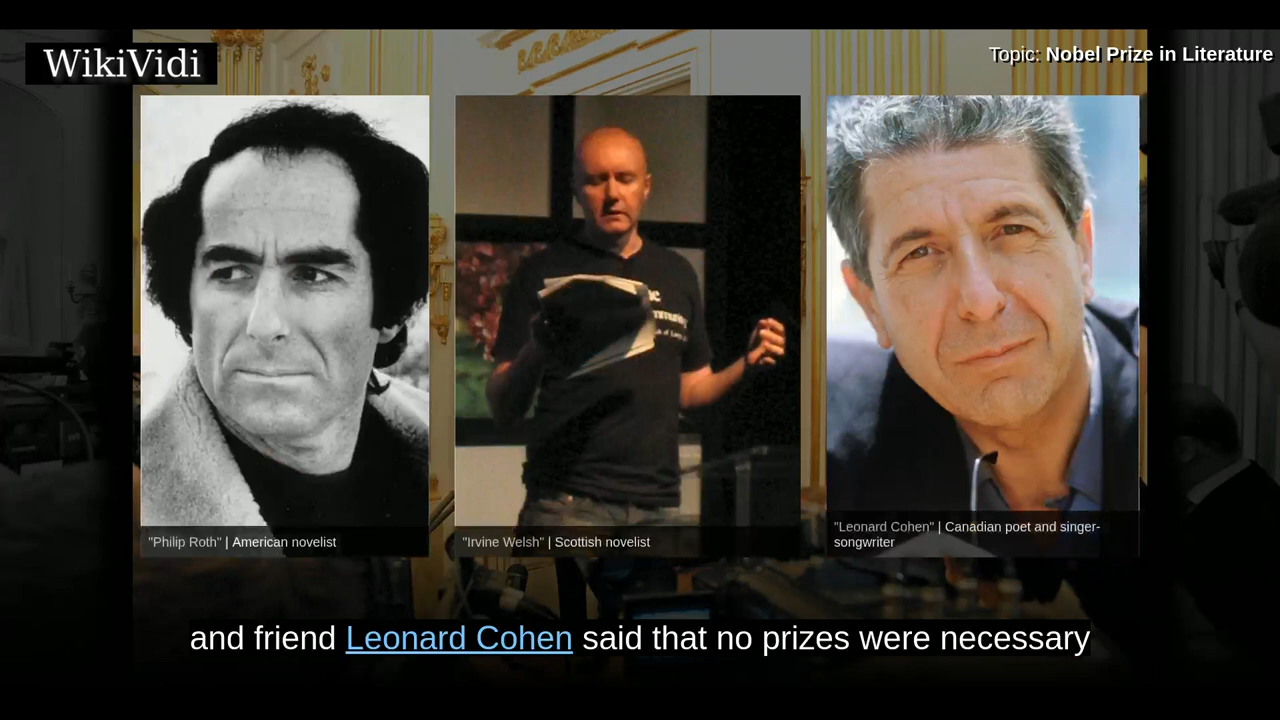 WikiVidi
Topic: Nobel Prize in Literature
"Philip Roth" | American novelist
"Irvine Welsh" | Scottish novelist
"Leonard Cohen" | Canadian poet and singer-
songwriter
and friend Leonard Cohen said that no prizes were necessary